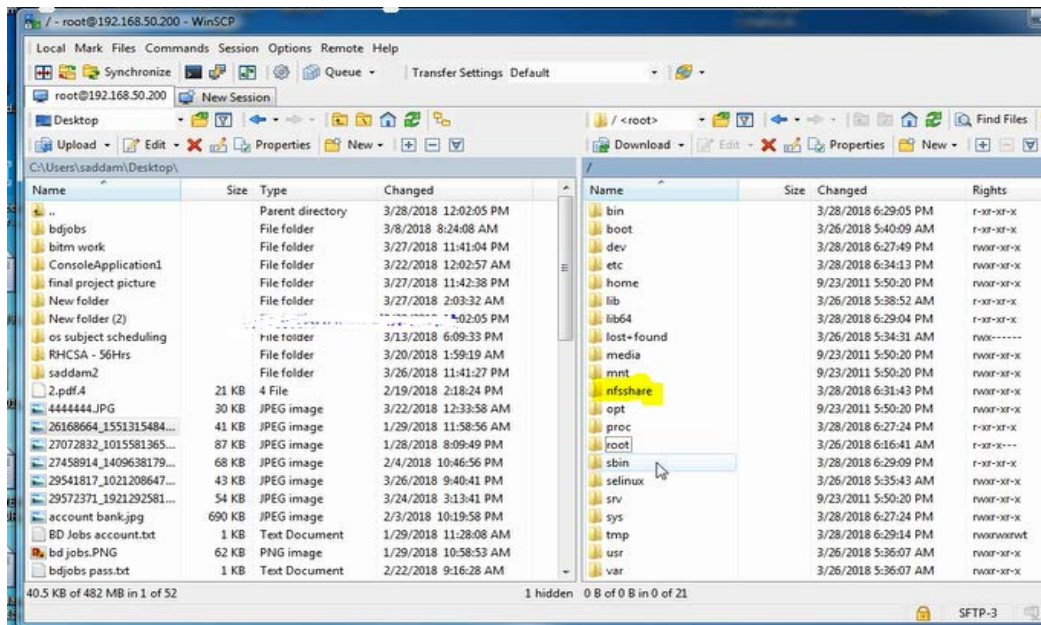 / - root@192.168.50.200 - WinSCP
Local Mark Files Commands Session Options Remote Help
Synchronize Queue Transfer Settings Default
root@192.168.50.200 New Session
Desktop
Upload Edit Properties New
C:\Users\saddam\Desktop\
Name Size Type Changed
.. Parent directory 3/28/2018 12:02:05 PM
bdjobs File folder 3/8/2018 8:24:08 AM
bitm work File folder 3/27/2018 11:41:04 PM
ConsoleApplication1 File folder 3/22/2018 12:02:57 AM
final project picture File folder 3/27/2018 11:42:38 PM
New folder File folder 3/27/2018 2:03:32 AM
New folder (2) :02:05 PM
os subject scheduling File folder 3/13/2018 6:09:33 PM
RHCSA - 56Hrs File folder 3/20/2018 1:59:19 AM
saddam2 File folder 3/26/2018 11:41:27 PM
2.pdf.4 21 KB 4 File 2/19/2018 2:18:24 PM
4444444.JPG 30 KB JPEG image 3/22/2018 12:33:58 AM
26168664_1551315484... 41 KB JPEG image 1/29/2018 11:58:56 AM
27072832_1015581365... 87 KB JPEG image 1/28/2018 8:09:49 PM
27458914_1409638179... 68 KB JPEG image 2/4/2018 10:46:56 PM
29541817_1021208647... 43 KB JPEG image 3/26/2018 9:40:41 PM
29572371_1921292581... 54 KB JPEG image 3/24/2018 3:13:41 PM
account bank.jpg 690 KB JPEG image 2/3/2018 10:19:58 PM
BD Jobs account.txt 1 KB Text Document 1/29/2018 11:28:08 AM
bd jobs.PNG 62 KB PNG image 1/29/2018 10:58:53 AM
bdjobs pass.txt 1 KB Text Document 2/22/2018 9:16:28 AM
40.5 KB of 482 MB in 1 of 52 1 hidden
/ <root> Find Files
Download Edit Properties New
/
Name Size Changed Rights
bin 3/28/2018 6:29:05 PM r-xr-xr-x
boot 3/26/2018 5:40:09 AM r-xr-xr-x
dev 3/28/2018 6:27:49 PM rwxr-xr-x
etc 3/28/2018 6:34:13 PM rwxr-xr-x
home 9/23/2011 5:50:20 PM rwxr-xr-x
lib 3/26/2018 5:38:52 AM r-xr-xr-x
lib64 3/28/2018 6:29:04 PM r-xr-xr-x
lost+found 3/26/2018 5:34:31 AM rwx------
media 9/23/2011 5:50:20 PM rwxr-xr-x
mnt 9/23/2011 5:50:20 PM rwxr-xr-x
nfsshare 3/28/2018 6:31:43 PM rwxr-xr-x
opt 9/23/2011 5:50:20 PM rwxr-xr-x
proc 3/28/2018 6:27:24 PM r-xr-xr-x
root 3/26/2018 6:16:41 AM r-xr-x---
sbin 3/28/2018 6:29:09 PM r-xr-xr-x
selinux 3/26/2018 5:35:43 AM rwxr-xr-x
srv 9/23/2011 5:50:20 PM rwxr-xr-x
sys 3/28/2018 6:27:24 PM rwxr-xr-x
tmp 3/28/2018 6:29:14 PM rwxrwxrwt
usr 3/26/2018 5:36:07 AM rwxr-xr-x
var 3/26/2018 5:36:07 AM rwxr-xr-x
0 B of 0 B in 0 of 21
SFTP-3